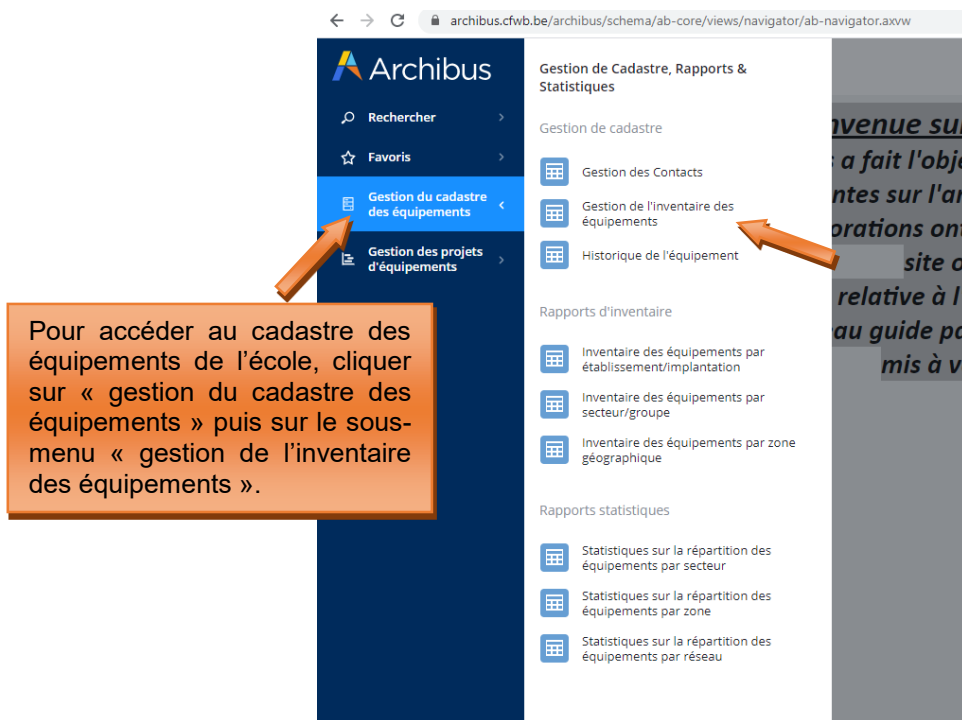 archibus.cfwb.be/archibus/schema/ab-core/views/navigator/ab-navigator.axvw
Archibus
Rechercher
Favoris
Gestion du cadastre
des équipements
Gestion des projets
d'équipements
Gestion de Cadastre, Rapports &
Statistiques
Gestion de cadastre
Gestion des Contacts
Gestion de l'inventaire des
équipements
Historique de l'équipement
Rapports d'inventaire
Inventaire des équipements par
établissement/implantation
Inventaire des équipements par
secteur/groupe
Inventaire des équipements par zone
géographique
Rapports statistiques
Statistiques sur la répartition des
équipements par secteur
Statistiques sur la répartition des
équipements par zone
Statistiques sur la répartition des
équipements par réseau
Pour accéder au cadastre des
équipements de l'école, cliquer
sur « gestion du cadastre des
équipements » puis sur le sous-
menu « gestion de l'inventaire
des équipements ».
nvenue su
a fait l'obj
ntes sur l'a
orations on
site o
relative à l
au guide p
mis à v